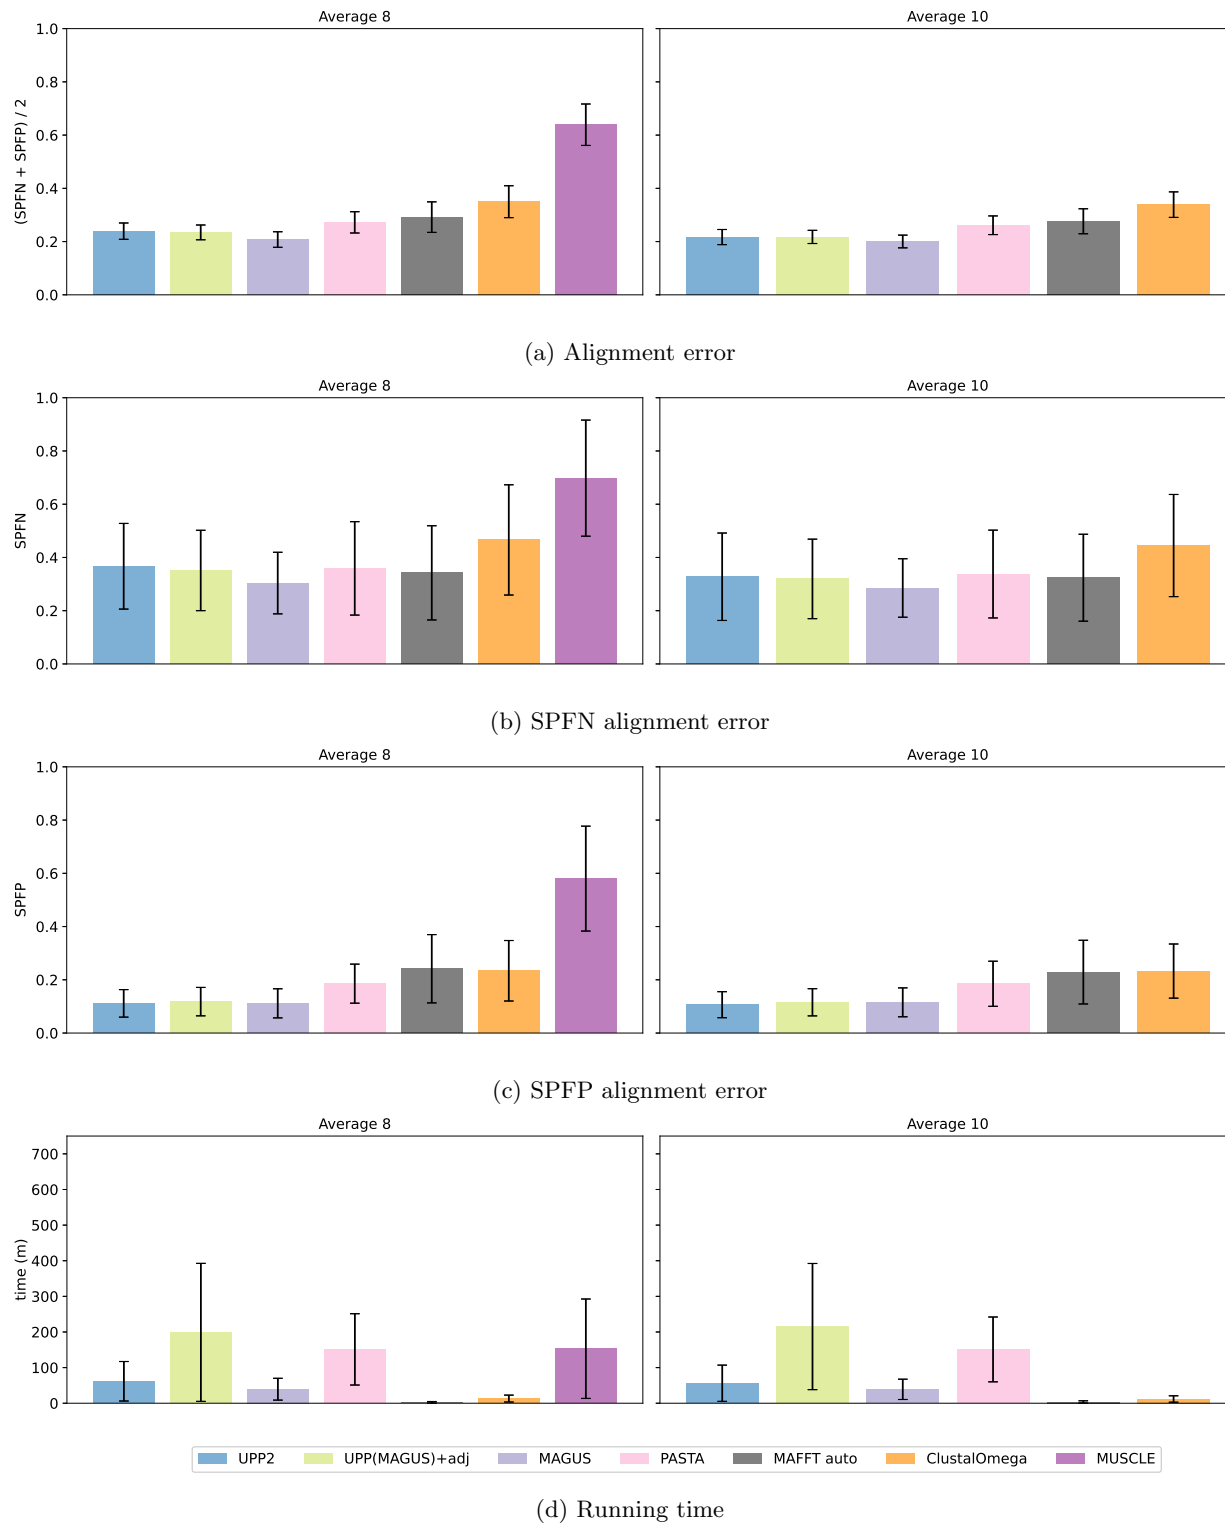 Average 8
Average 10
1.0
0.8
0.6
0.4
0.2
0.0
(SPFN + SPFP) / 2
(a) Alignment error
Average 8
Average 10
1.0
0.8
0.6
0.4
0.2
0.0
SPFN
(b) SPFN alignment error
Average 8
Average 10
1.0
0.8
0.6
0.4
0.2
0.0
SPFP
(c) SPFP alignment error
Average 8
Average 10
700
600
500
400
300
200
100
0
time (m)
UPP2 UPP(MAGUS)+adj MAGUS PASTA MAFFT auto ClustalOmega MUSCLE
(d) Running time